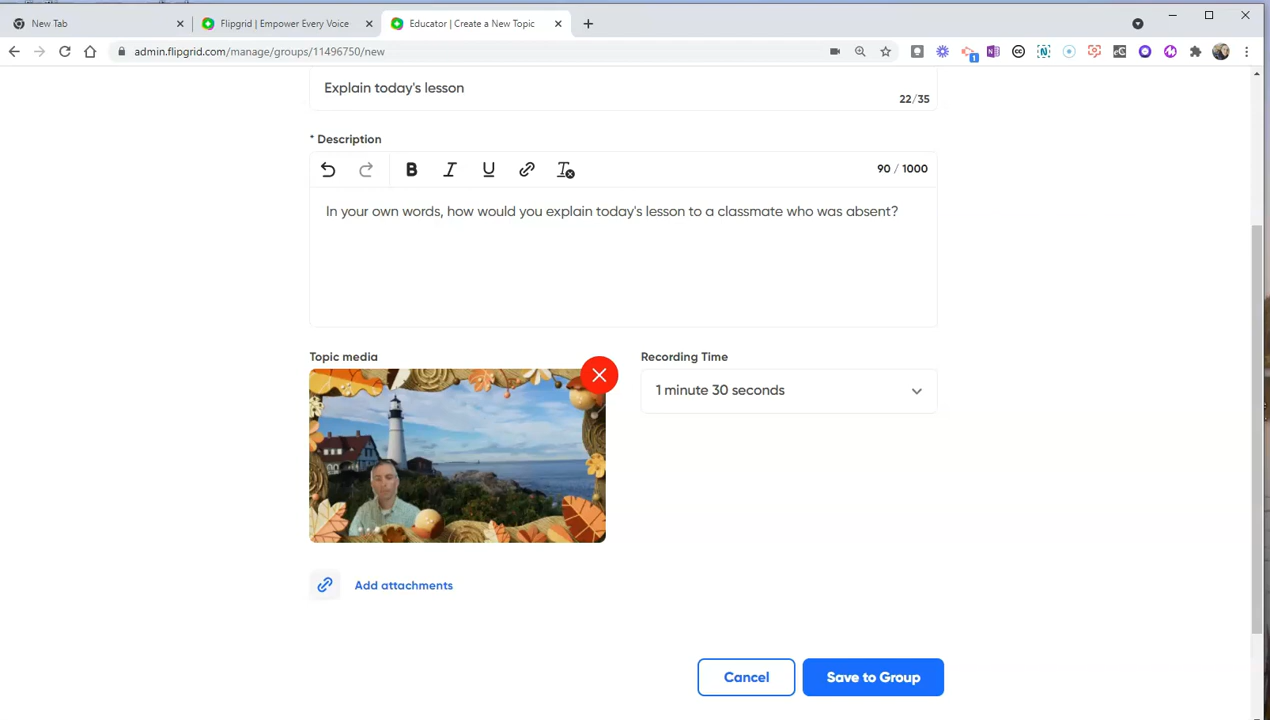 New Tab
Flipgrid | Empower Every Voice
Educator | Create a New Topic
admin.flipgrid.com/manage/groups/11496750/new
1
Explain today's lesson
22/35
* Description
90 / 1000
In your own words, how would you explain today's lesson to a classmate who was absent?
Topic media
Recording Time
1 minute 30 seconds
Add attachments
Cancel
Save to Group